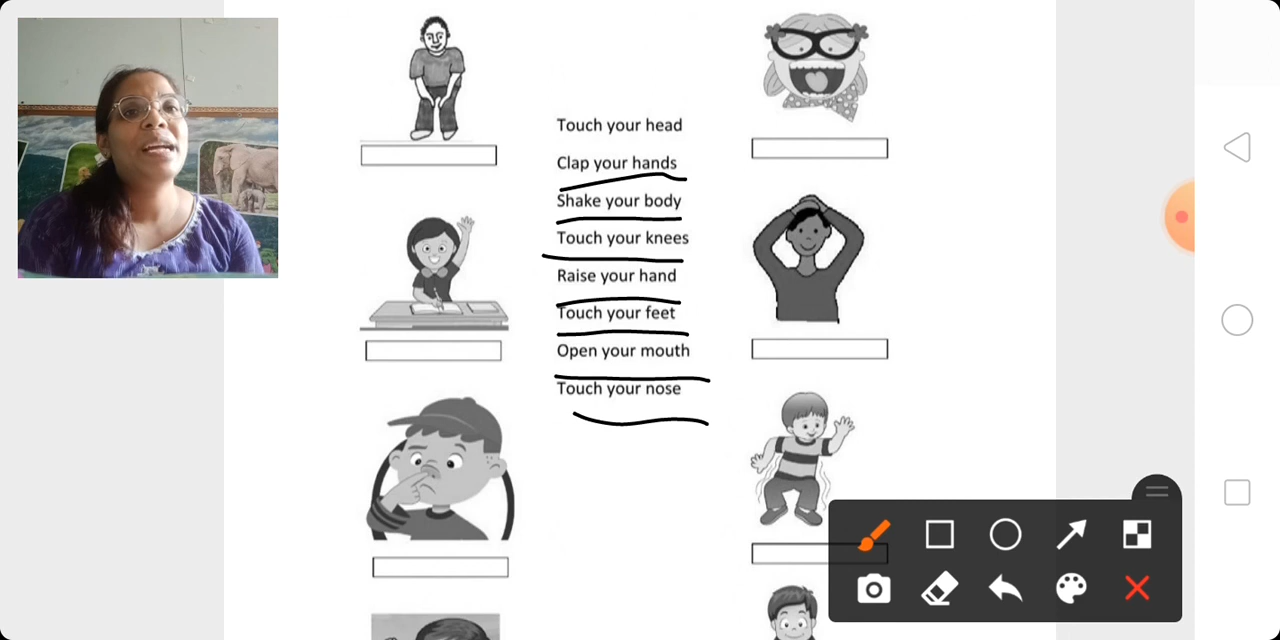 Touch your head
Clap your hands
Shake your body
Touch your knees
Raise your hand
Touch your feet
Open your mouth
Touch your nose